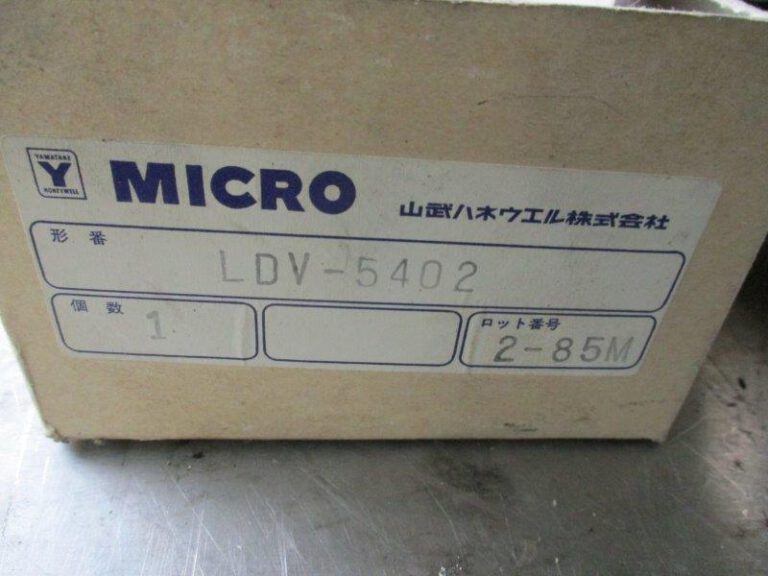 YAMATAKE
Y
HONEYWELL
MICRO
山武ハネウエル株式会社
形番
LDV-5402
個数
1
ロット番号
2-85M